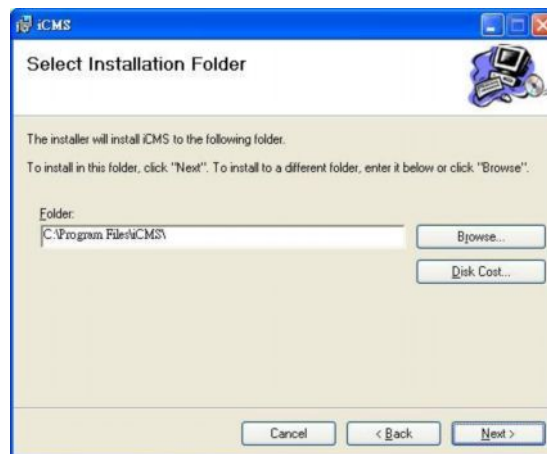 iCMS
Select Installation Folder
The installer will install iCMS to the following folder.
To install in this folder, click "Next". To install to a different folder, enter it below or click "Browse".
Folder:
C:\Program Files\iCMS\
Browse...
Disk Cost...
Cancel
< Back
Next >